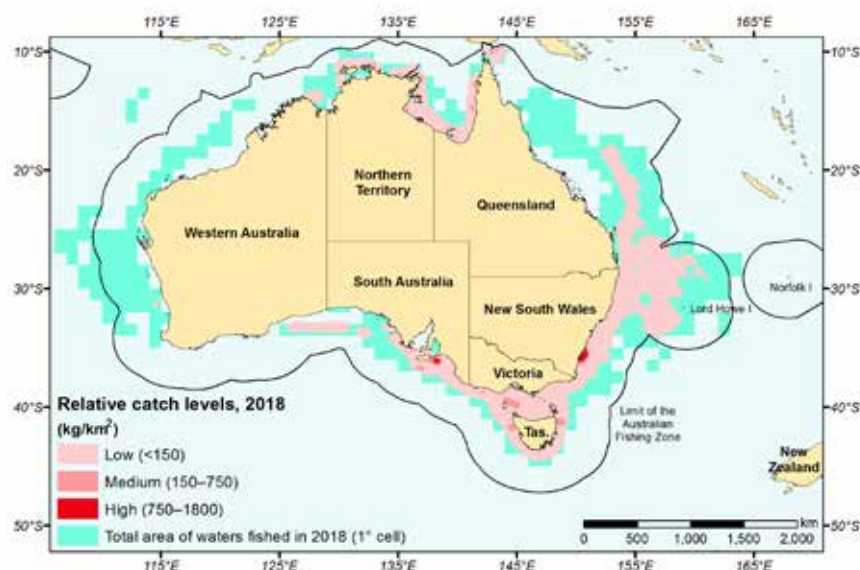 115°E 125°E 135°E 145°E 155°E 165°E
10°S 10°S
20°S 20°S
30°S 30°S
40°S 40°S
50°S 50°S
Northern
Territory
Queensland
Western Australia
South Australia
New South Wales
Victoria
Tas.
Norfolk I
Lord Howe I
Limit of the
Australian
Fishing Zone
New
Zealand
Relative catch levels, 2018
(kg/km²)
Low (<150)
Medium (150–750)
High (750–1800)
Total area of waters fished in 2018 (1° cell)
km
0 500 1,000 1,500 2,000
115°E 125°E 135°E 145°E 155°E 165°E